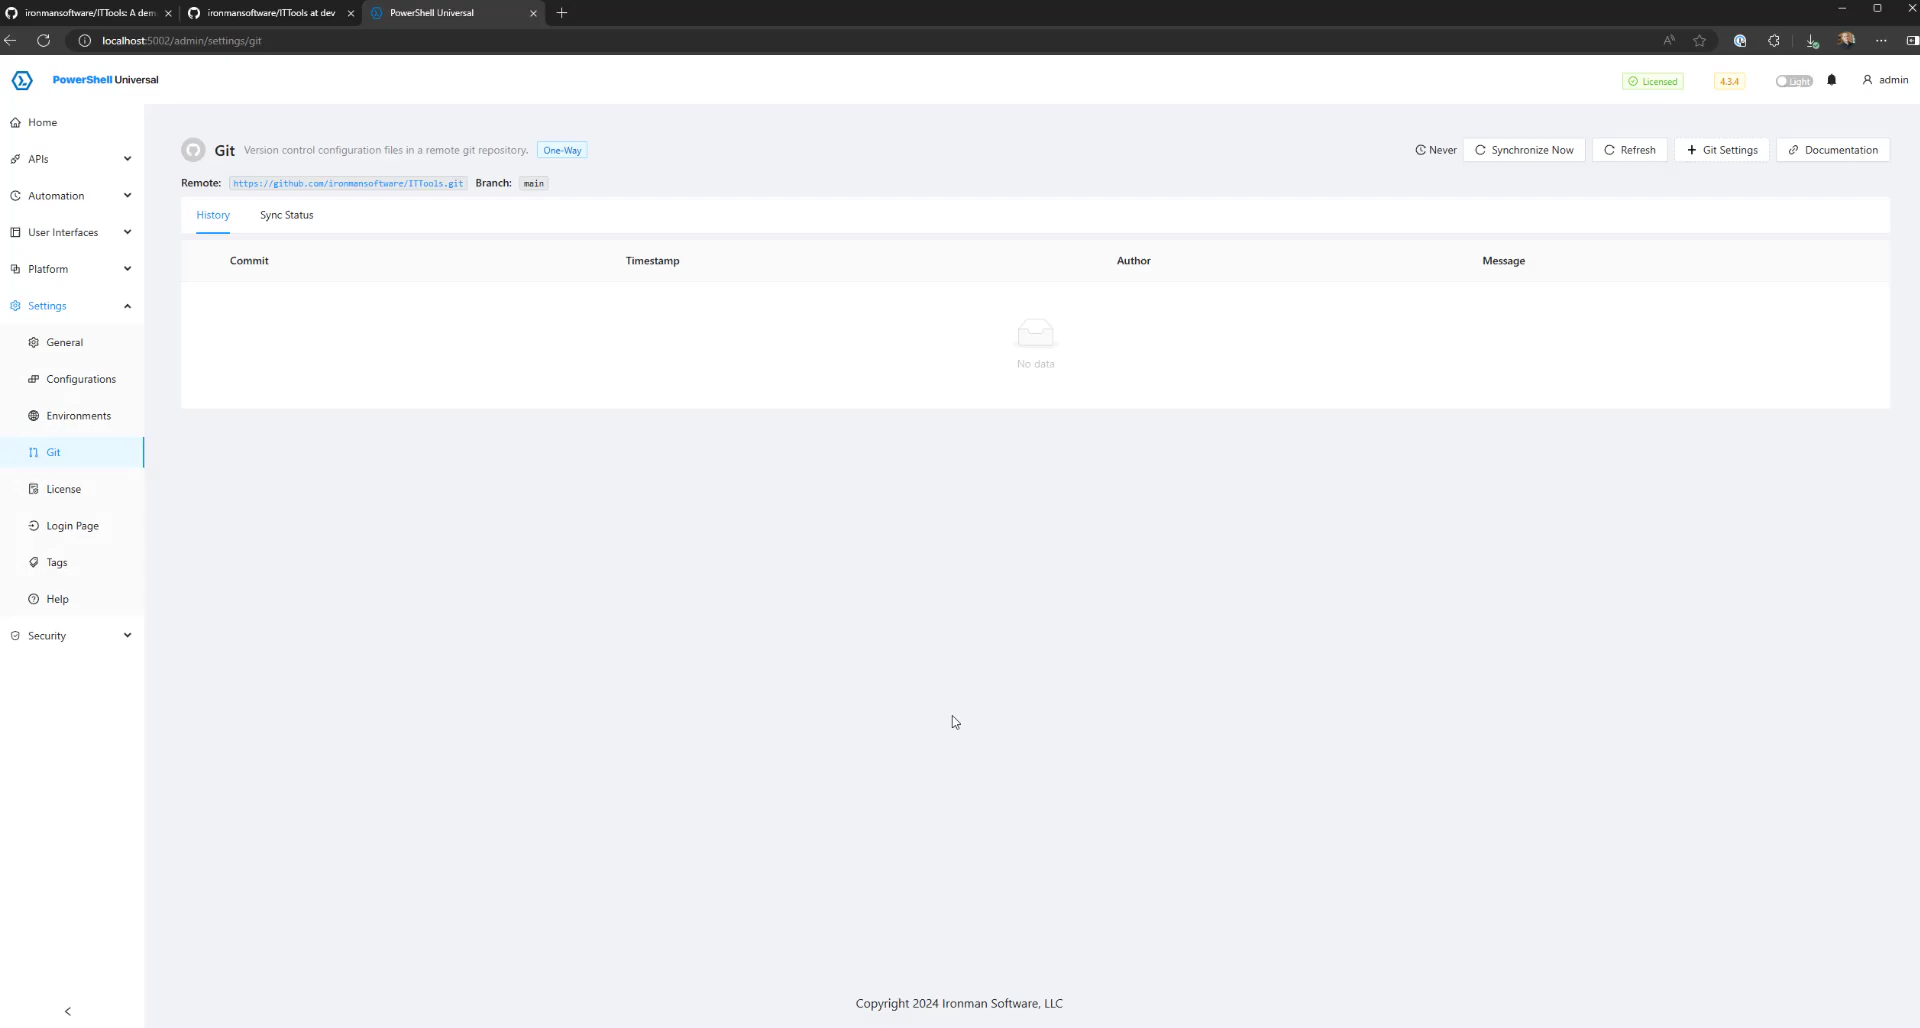 ironmansoftware/ITTools: A dem
ironmansoftware/ITTools at dev
PowerShell Universal
localhost:5002/admin/settings/git
PowerShell Universal
Licensed
4.3.4
Light
admin
Home
APIs
Automation
User Interfaces
Platform
Settings
General
Configurations
Environments
Git
License
Login Page
Tags
Help
Security
Git Version control configuration files in a remote git repository. One-Way
Never
Synchronize Now
Refresh
Git Settings
Documentation
Remote: https://github.com/ironmansoftware/ITTools.git Branch: main
History Sync Status
Commit Timestamp Author Message
No data
Copyright 2024 Ironman Software, LLC